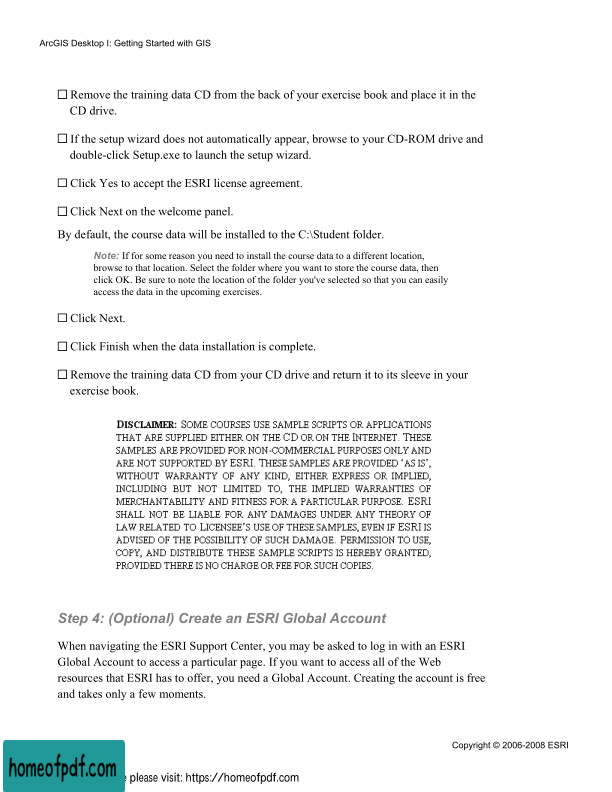 ArcGIS Desktop I: Getting Started with GIS
Remove the training data CD from the back of your exercise book and place it in the
CD drive.
If the setup wizard does not automatically appear, browse to your CD-ROM drive and
double-click Setup.exe to launch the setup wizard.
Click Yes to accept the ESRI license agreement.
Click Next on the welcome panel.
By default, the course data will be installed to the C:\Student folder.
Note: If for some reason you need to install the course data to a different location,
browse to that location. Select the folder where you want to store the course data, then
click OK. Be sure to note the location of the folder you've selected so that you can easily
access the data in the upcoming exercises.
Click Next.
Click Finish when the data installation is complete.
Remove the training data CD from your CD drive and return it to its sleeve in your
exercise book.
DISCLAIMER: SOME COURSES USE SAMPLE SCRIPTS OR APPLICATIONS
THAT ARE SUPPLIED EITHER ON THE CD OR ON THE INTERNET. THESE
SAMPLES ARE PROVIDED FOR NON-COMMERCIAL PURPOSES ONLY AND
ARE NOT SUPPORTED BY ESRI. THESE SAMPLES ARE PROVIDED ‘AS IS’,
WITHOUT WARRANTY OF ANY KIND, EITHER EXPRESS OR IMPLIED,
INCLUDING BUT NOT LIMITED TO, THE IMPLIED WARRANTIES OF
MERCHANTABILITY AND FITNESS FOR A PARTICULAR PURPOSE. ESRI
SHALL NOT BE LIABLE FOR ANY DAMAGES UNDER ANY THEORY OF
LAW RELATED TO LICENSEE’S USE OF THESE SAMPLES, EVEN IF ESRI IS
ADVISED OF THE POSSIBILITY OF SUCH DAMAGE. PERMISSION TO USE,
COPY, AND DISTRIBUTE THESE SAMPLE SCRIPTS IS HEREBY GRANTED,
PROVIDED THERE IS NO CHARGE OR FEE FOR SUCH COPIES.
Step 4: (Optional) Create an ESRI Global Account
When navigating the ESRI Support Center, you may be asked to log in with an ESRI
Global Account to access a particular page. If you want to access all of the Web
resources that ESRI has to offer, you need a Global Account. Creating the account is free
and takes only a few moments.
Copyright © 2006-2008 ESRI
homeofpdf.com
please visit: https://homeofpdf.com